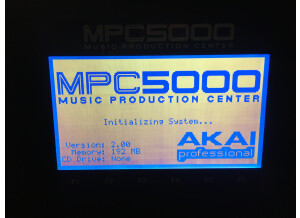 MPC5000
MUSIC PRODUCTION CENTER
MPC5000
MUSIC PRODUCTION CENTER
Initializing System...
Version: 2.00
Memory: 192 MB
CD Drive: None
AKAI
professional